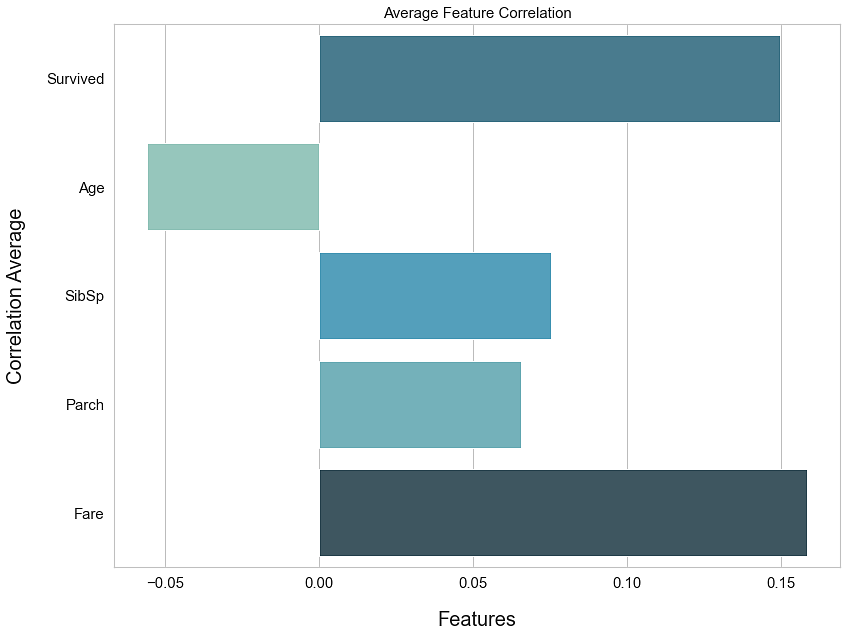 Average Feature Correlation
Correlation Average
Survived
Age
SibSp
Parch
Fare
−0.05
0.00
0.05
0.10
0.15
Features